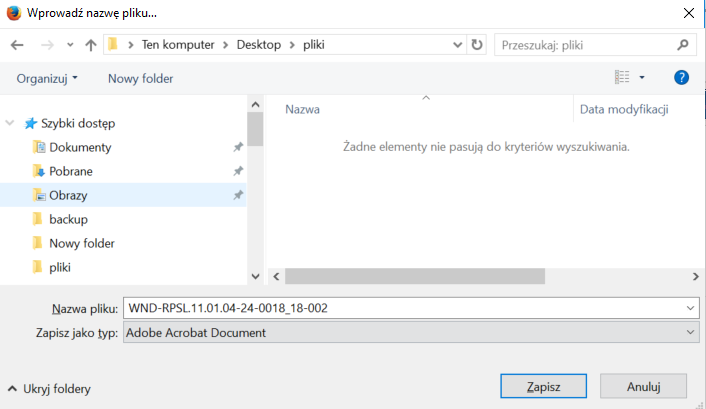 Wprowadź nazwę pliku...
Ten komputer > Desktop > pliki
Przeszukaj: pliki
Organizuj
Nowy folder
?
Nazwa
Data modyfikacji
Szybki dostęp
Dokumenty
Pobrane
Obrazy
backup
Nowy folder
pliki
Żadne elementy nie pasują do kryteriów wyszukiwania.
Nazwa pliku: WND-RPSL.11.01.04-24-0018_18-002
Zapisz jako typ: Adobe Acrobat Document
Ukryj foldery
Zapisz
Anuluj